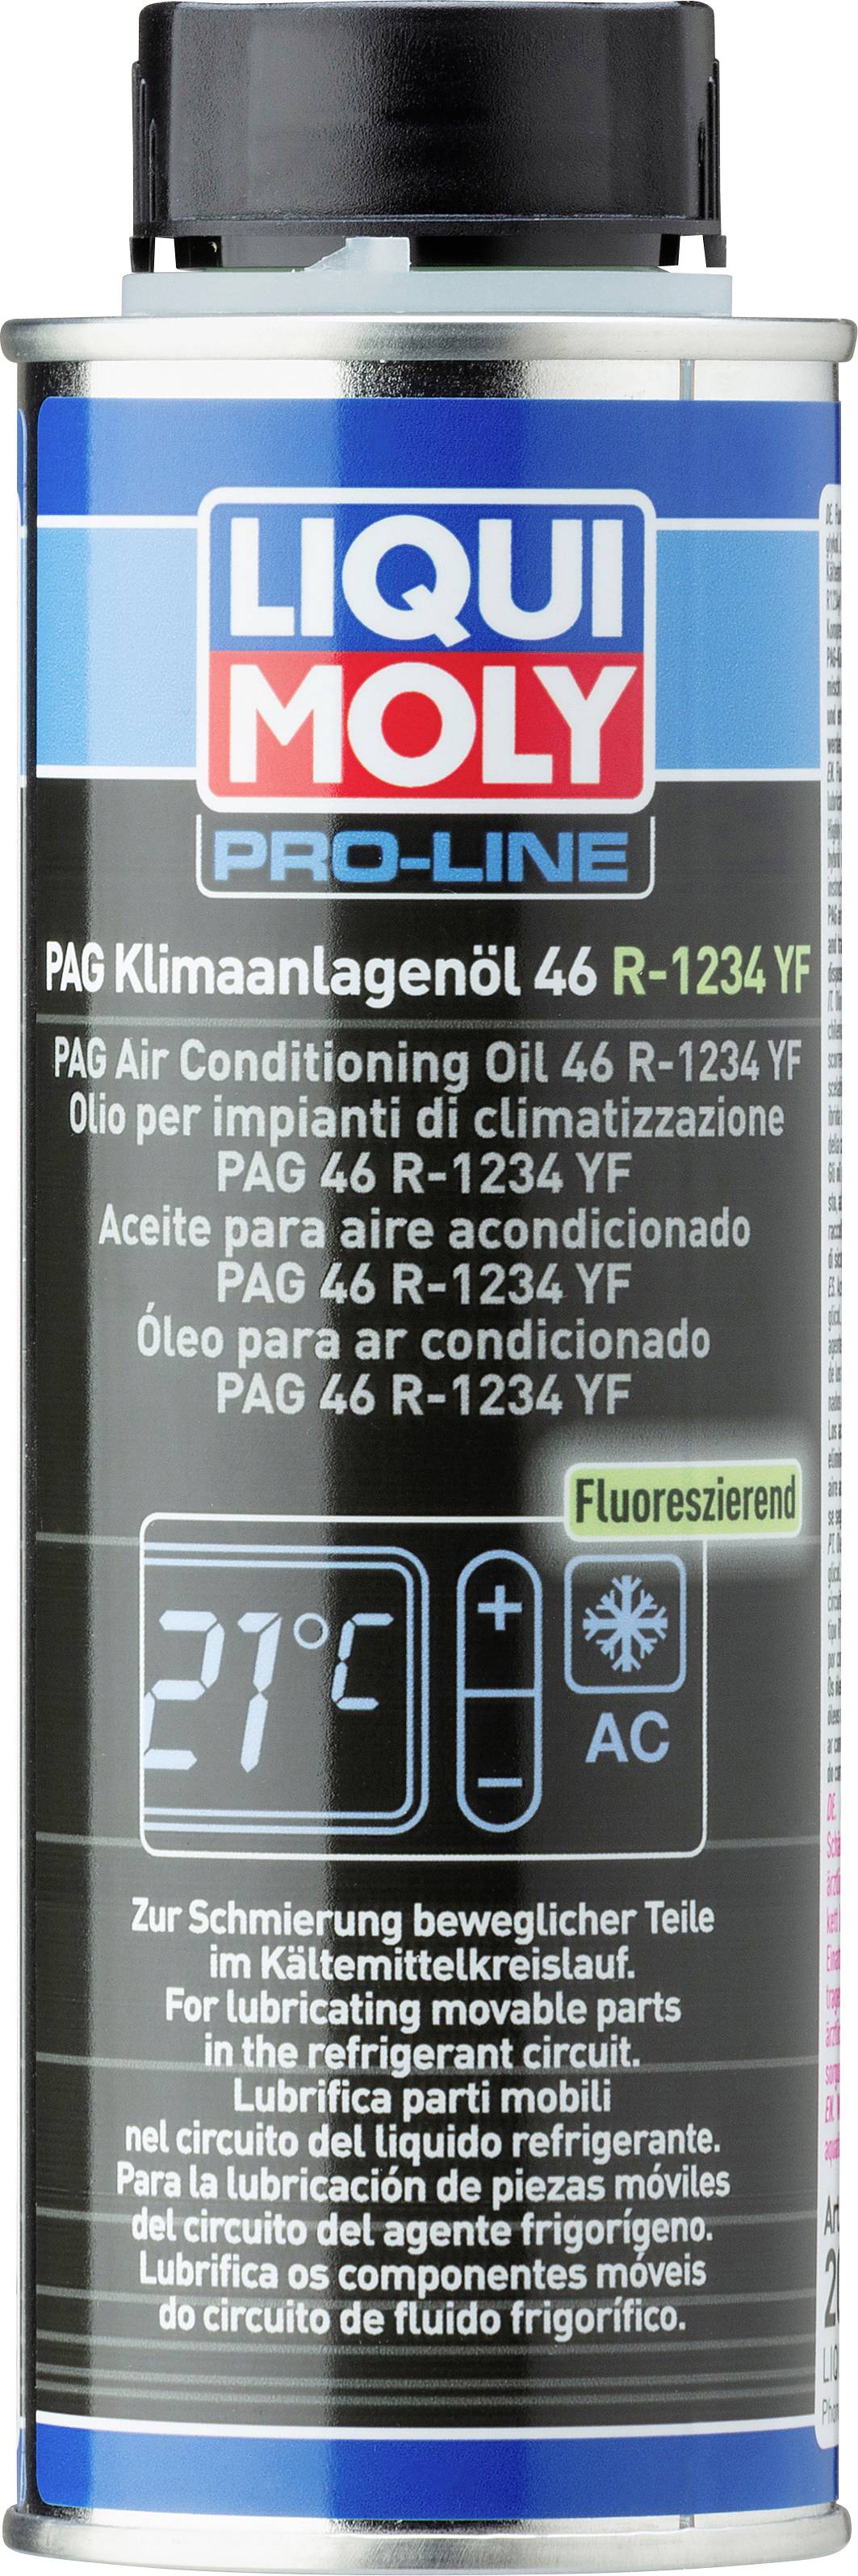 LIQUI
MOLY
PRO-LINE
PAG Klimaanlagenöl 46 R-1234 YF
PAG Air Conditioning Oil 46 R-1234 YF
Olio per impianti di climatizzazione
PAG 46 R-1234 YF
Aceite para aire acondicionado
PAG 46 R-1234 YF
Óleo para ar condicionado
PAG 46 R-1234 YF
Fluoreszierend
21°C
+
AC
−
Zur Schmierung beweglicher Teile
im Kältemittelkreislauf.
For lubricating movable parts
in the refrigerant circuit.
Lubrifica parti mobili
nel circuito del liquido refrigerante.
Para la lubricación de piezas móviles
del circuito del agente frigorígeno.
Lubrifica os componentes móveis
do circuito de fluido frigorífico.